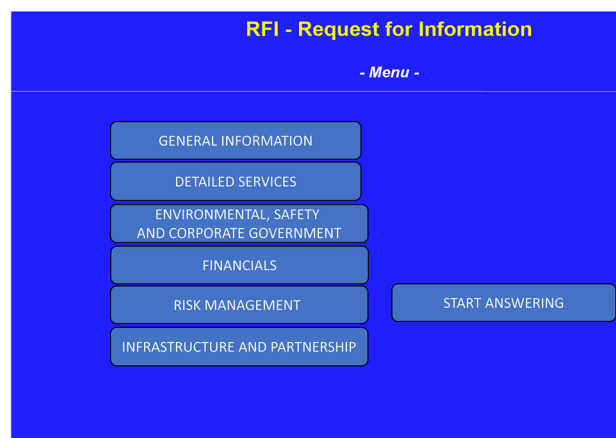 RFI - Request for Information
- Menu -
GENERAL INFORMATION
DETAILED SERVICES
ENVIRONMENTAL, SAFETY
AND CORPORATE GOVERNMENT
FINANCIALS
RISK MANAGEMENT
START ANSWERING
INFRASTRUCTURE AND PARTNERSHIP